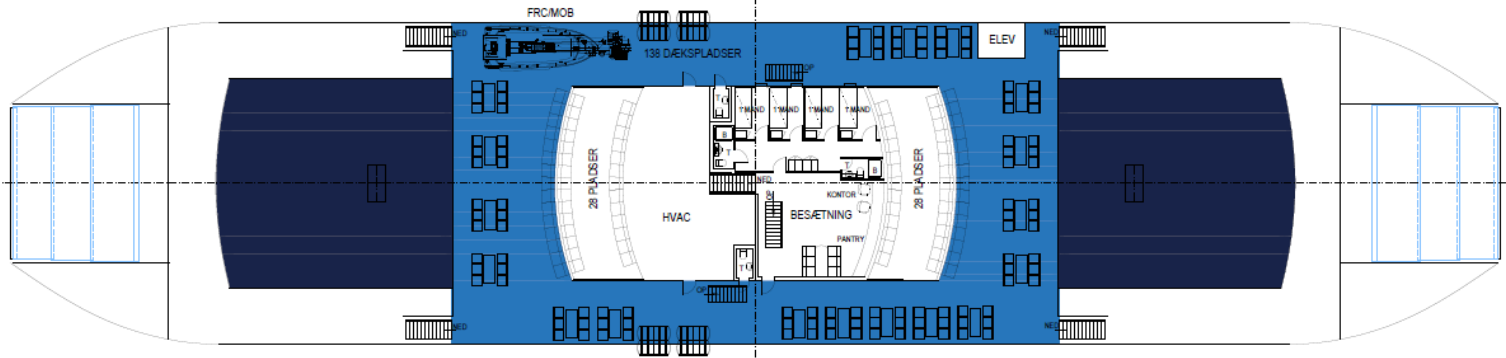 FRC/MOB
NED
138 DÆKSPLADSER
ELEV
NED
OP
T
1*MAND
1*MAND
1*MAND
1*MAND
B
T
T
B
28 PLADSER
28 PLADSER
NED
OP
KONTOR
HVAC
BESÆTNING
PANTRY
T
OP
NED
NED